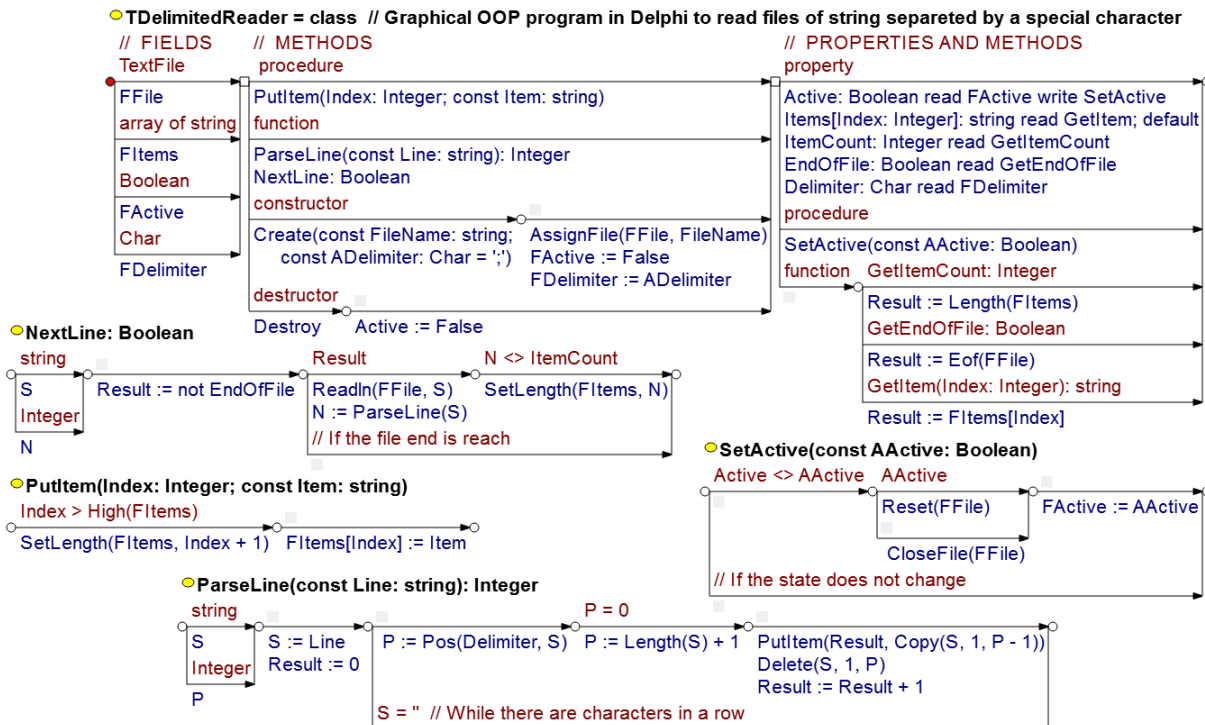 TDelimitedReader = class  // Graphical OOP program in Delphi to read files of string separeted by a special character
// FIELDS
TextFile
FFile
array of string
FItems
Boolean
FActive
Char
FDelimiter
// METHODS
procedure
PutItem(Index: Integer; const Item: string)
function
ParseLine(const Line: string): Integer
NextLine: Boolean
constructor
Create(const FileName: string;
const ADelimiter: Char = ';')
AssignFile(FFile, FileName)
FActive := False
FDelimiter := ADelimiter
destructor
Destroy
Active := False
// PROPERTIES AND METHODS
property
Active: Boolean read FActive write SetActive
Items[Index: Integer]: string read GetItem; default
ItemCount: Integer read GetItemCount
EndOfFile: Boolean read GetEndOfFile
Delimiter: Char read FDelimiter
procedure
SetActive(const AActive: Boolean)
function
GetItemCount: Integer
Result := Length(FItems)
GetEndOfFile: Boolean
Result := Eof(FFile)
GetItem(Index: Integer): string
Result := FItems[Index]
NextLine: Boolean
string
S
Integer
N
Result := not EndOfFile
Result
Readln(FFile, S)
N := ParseLine(S)
// If the file end is reach
N <> ItemCount
SetLength(FItems, N)
PutItem(Index: Integer; const Item: string)
Index > High(FItems)
SetLength(FItems, Index + 1)
FItems[Index] := Item
SetActive(const AActive: Boolean)
Active <> AActive
AActive
Reset(FFile)
CloseFile(FFile)
FActive := AActive
// If the state does not change
ParseLine(const Line: string): Integer
string
S
Integer
P
S := Line
Result := 0
P := Pos(Delimiter, S)
P = 0
P := Length(S) + 1
PutItem(Result, Copy(S, 1, P - 1))
Delete(S, 1, P)
Result := Result + 1
S = ''  // While there are characters in a row